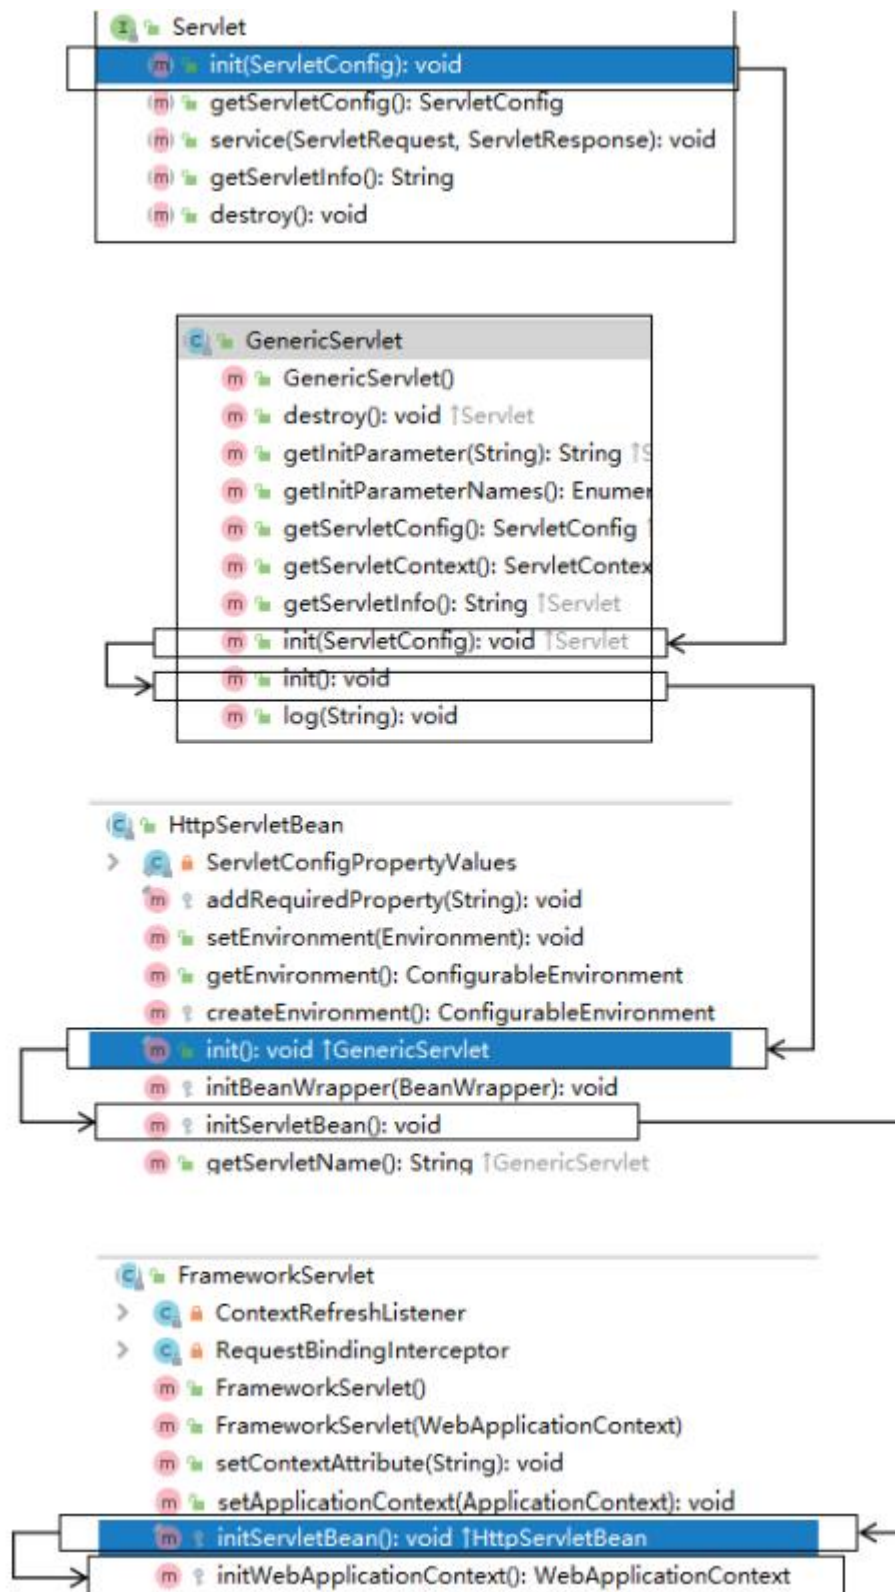 Servlet
init(ServletConfig): void
getServletConfig(): ServletConfig
service(ServletRequest, ServletResponse): void
getServletInfo(): String
destroy(): void
GenericServlet
GenericServlet()
destroy(): void ↑Servlet
getInitParameter(String): String ↑S
getInitParameterNames(): Enumer
getServletConfig(): ServletConfig ↑
getServletContext(): ServletContex
getServletInfo(): String ↑Servlet
init(ServletConfig): void ↑Servlet
init(): void
log(String): void
HttpServletBean
ServletConfigPropertyValues
addRequiredProperty(String): void
setEnvironment(Environment): void
getEnvironment(): ConfigurableEnvironment
createEnvironment(): ConfigurableEnvironment
init(): void ↑GenericServlet
initBeanWrapper(BeanWrapper): void
initServletBean(): void
getServletName(): String ↑GenericServlet
FrameworkServlet
ContextRefreshListener
RequestBindingInterceptor
FrameworkServlet()
FrameworkServlet(WebApplicationContext)
setContextAttribute(String): void
setApplicationContext(ApplicationContext): void
initServletBean(): void ↑HttpServletBean
initWebApplicationContext(): WebApplicationContext